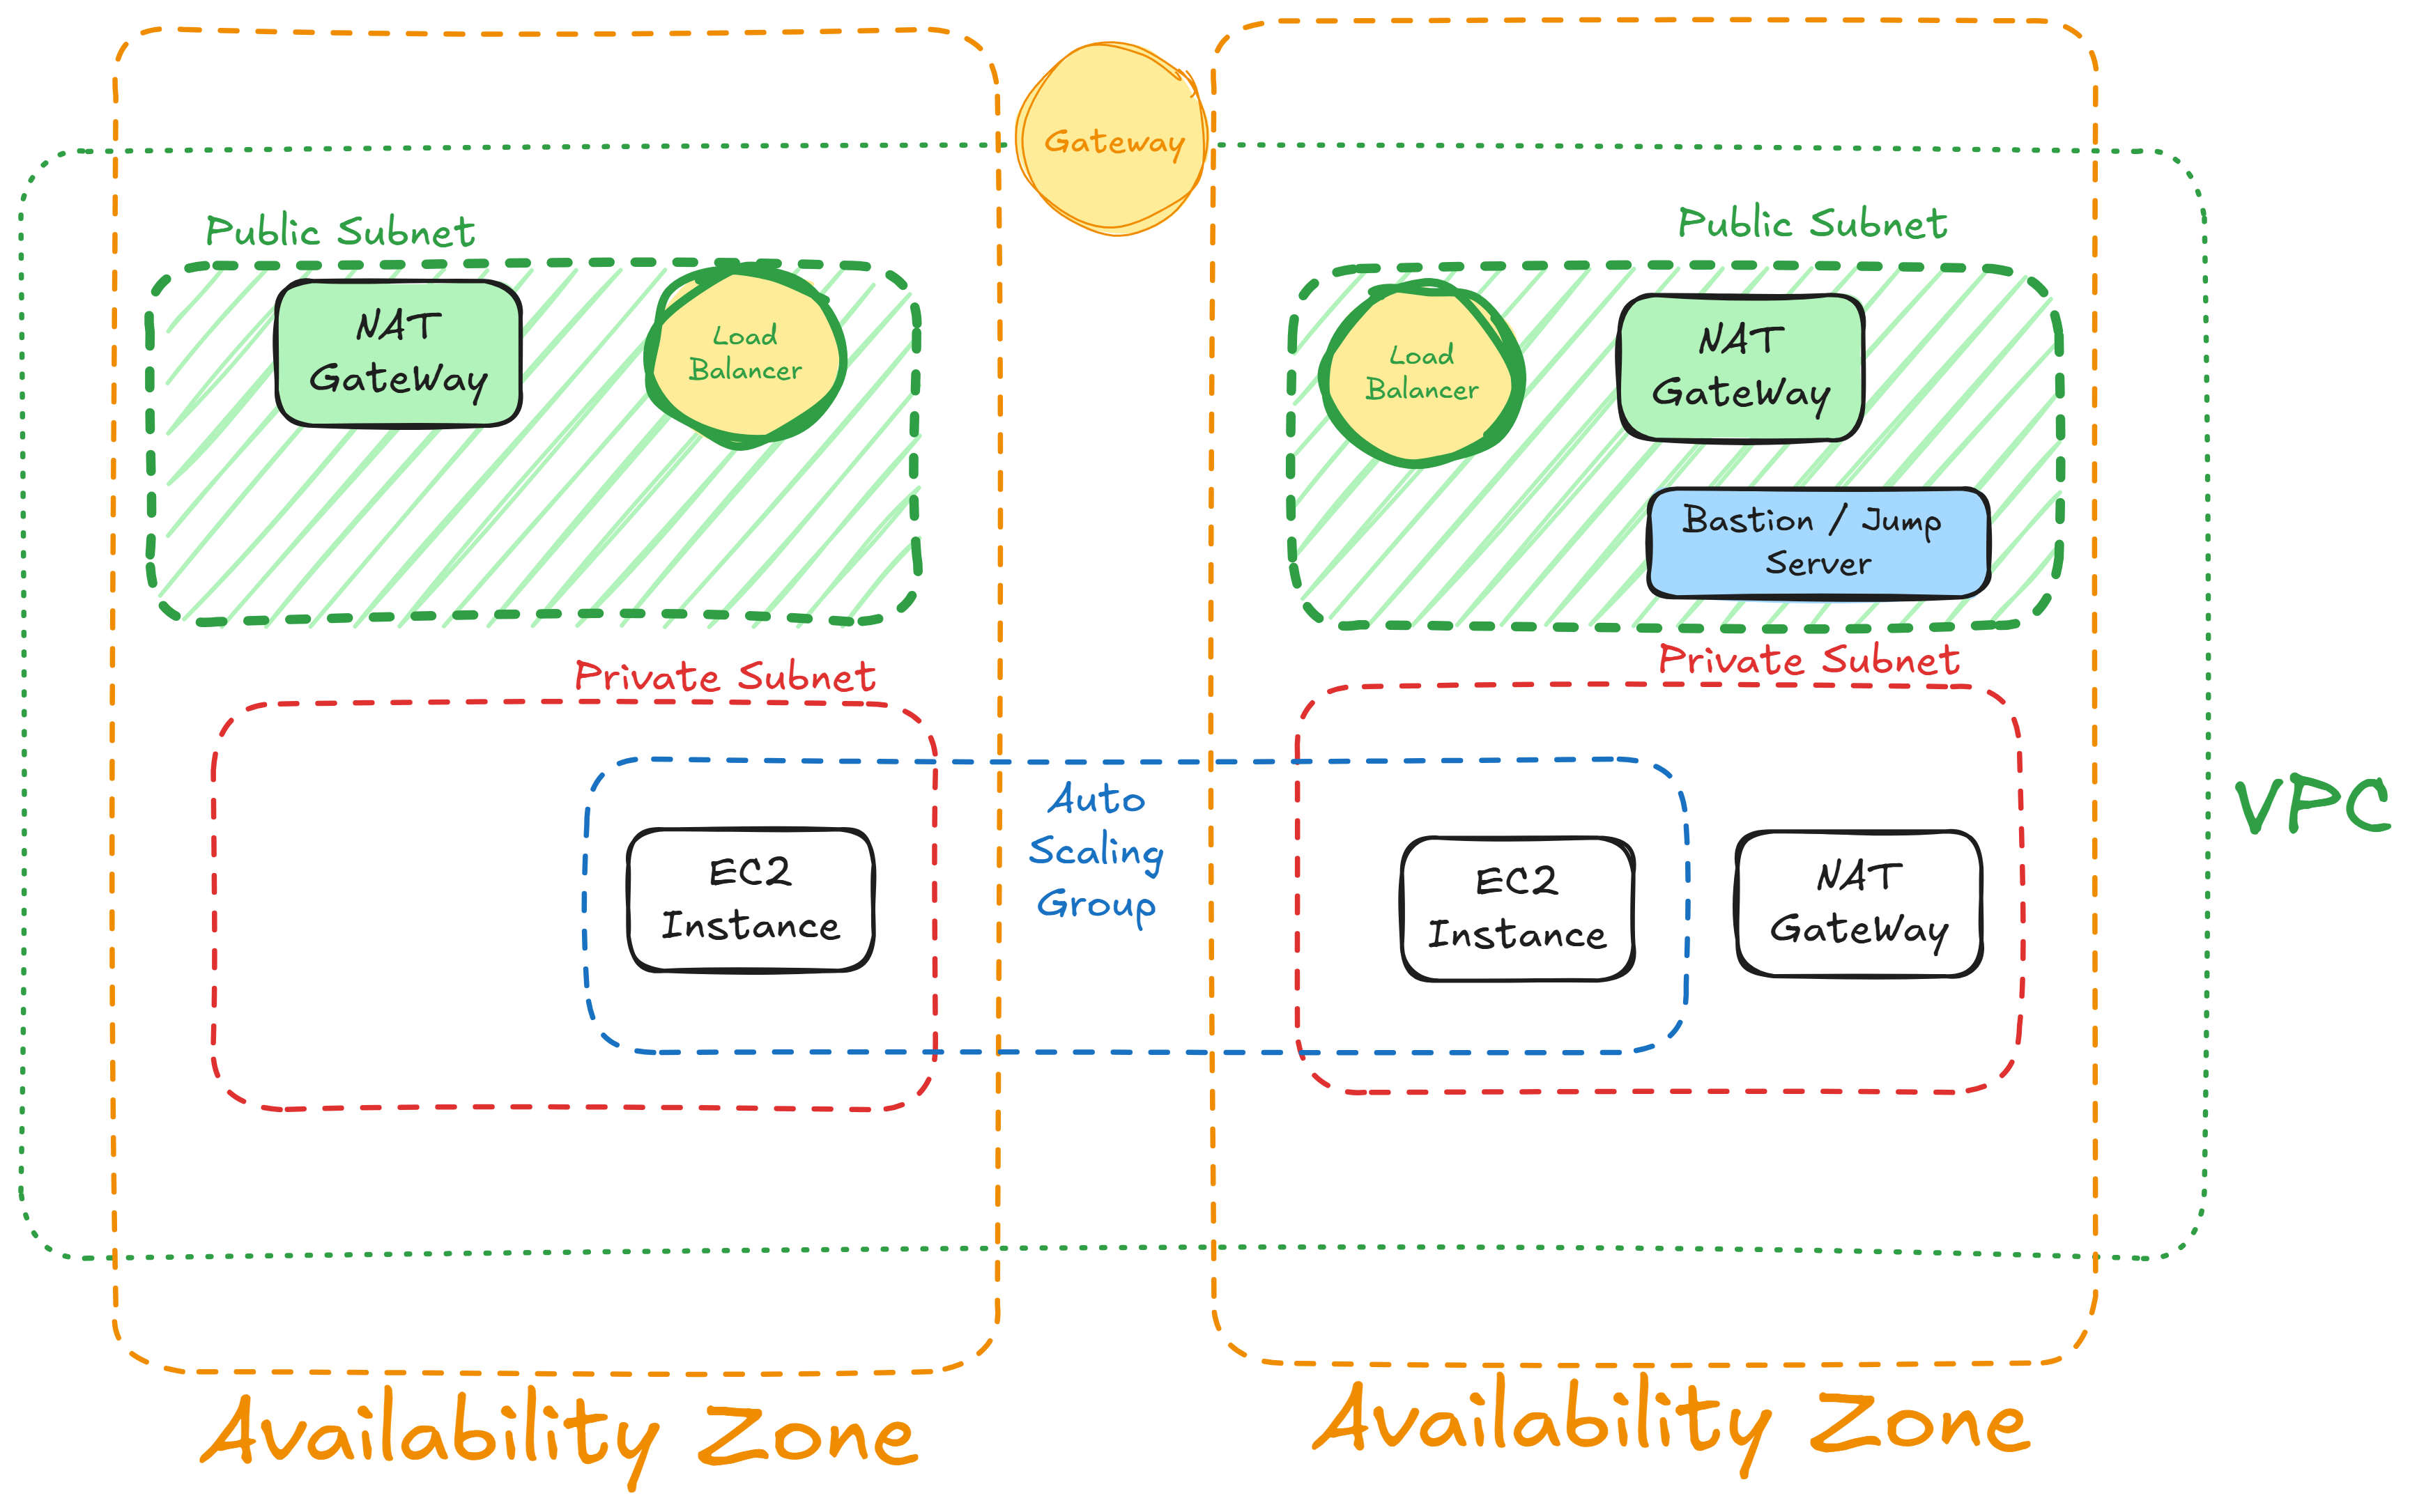 Gateway
Public Subnet
Public Subnet
NAT
GateWay
Load
Balancer
Load
Balancer
NAT
GateWay
Bastion / Jump
Server
Private Subnet
Private Subnet
Auto
Scaling
Group
EC2
Instance
EC2
Instance
NAT
GateWay
VPC
Availability Zone
Availability Zone